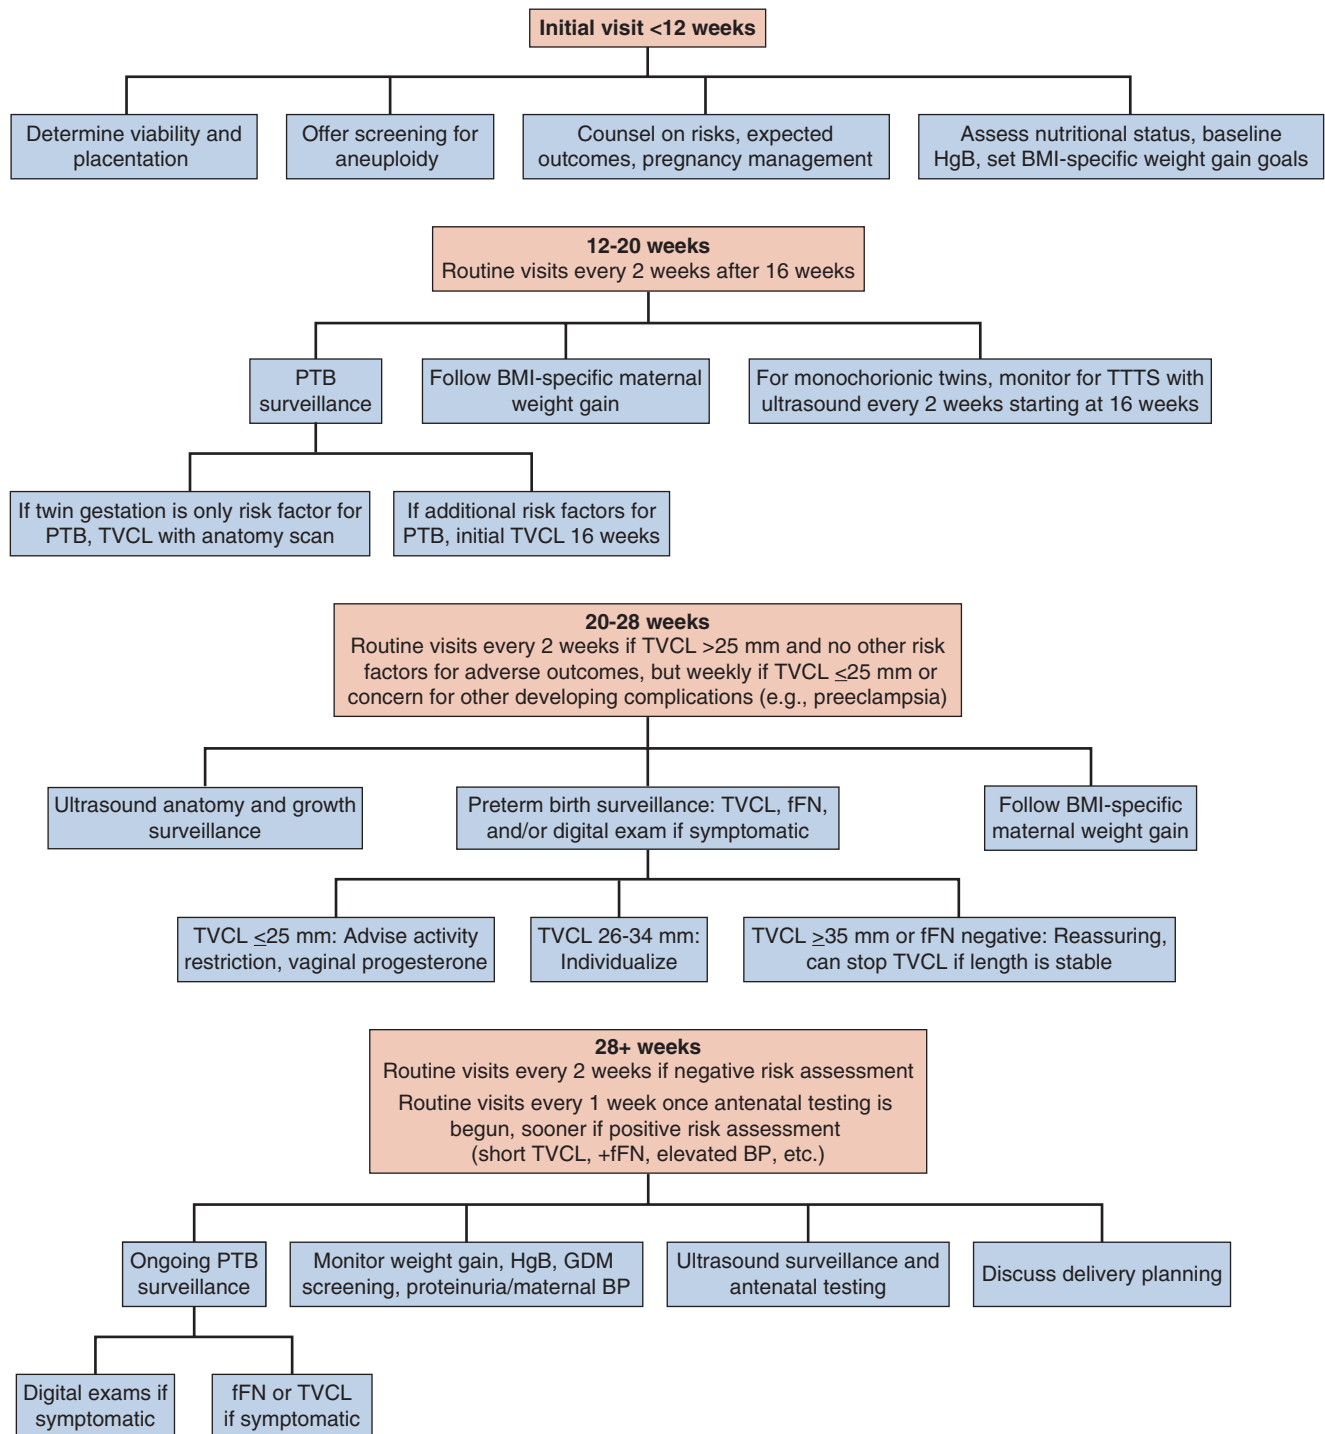 Initial visit <12 weeks
Determine viability and
placentation
Offer screening for
aneuploidy
Counsel on risks, expected
outcomes, pregnancy management
Assess nutritional status, baseline
HgB, set BMI-specific weight gain goals
12-20 weeks
Routine visits every 2 weeks after 16 weeks
PTB
surveillance
Follow BMI-specific maternal
weight gain
For monochorionic twins, monitor for TTTS with
ultrasound every 2 weeks starting at 16 weeks
If twin gestation is only risk factor for
PTB, TVCL with anatomy scan
If additional risk factors for
PTB, initial TVCL 16 weeks
20-28 weeks
Routine visits every 2 weeks if TVCL >25 mm and no other risk
factors for adverse outcomes, but weekly if TVCL ≤25 mm or
concern for other developing complications (e.g., preeclampsia)
Ultrasound anatomy and growth
surveillance
Preterm birth surveillance: TVCL, fFN,
and/or digital exam if symptomatic
Follow BMI-specific
maternal weight gain
TVCL ≤25 mm: Advise activity
restriction, vaginal progesterone
TVCL 26-34 mm:
Individualize
TVCL ≥35 mm or fFN negative: Reassuring,
can stop TVCL if length is stable
28+ weeks
Routine visits every 2 weeks if negative risk assessment
Routine visits every 1 week once antenatal testing is
begun, sooner if positive risk assessment
(short TVCL, +fFN, elevated BP, etc.)
Ongoing PTB
surveillance
Monitor weight gain, HgB, GDM
screening, proteinuria/maternal BP
Ultrasound surveillance and
antenatal testing
Discuss delivery planning
Digital exams if
symptomatic
fFN or TVCL
if symptomatic